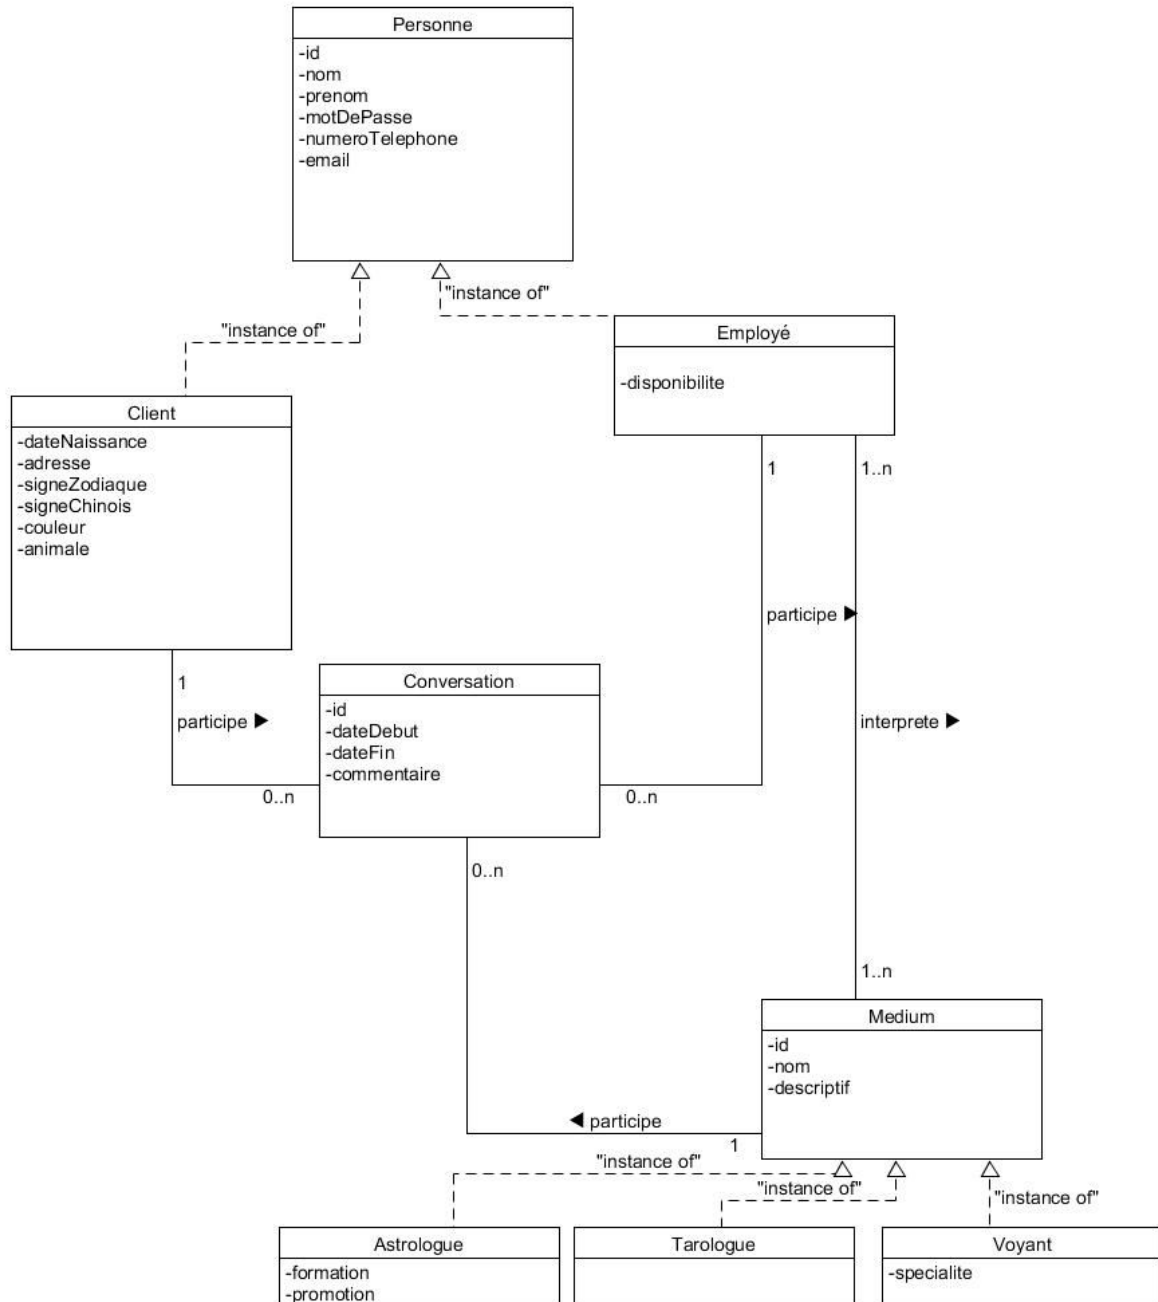 Personne
-id
-nom
-prenom
-motDePasse
-numeroTelephone
-email
"instance of"
"instance of"
Employé
-disponibilite
Client
-dateNaissance
-adresse
-signeZodiaque
-signeChinois
-couleur
-animale
1
1..n
participe ▶
1
participe ▶
0..n
Conversation
-id
-dateDebut
-dateFin
-commentaire
0..n
interprete ▶
0..n
1..n
Medium
-id
-nom
-descriptif
◀ participe
1
"instance of"
"instance of"
"instance of"
Astrologue
-formation
-promotion
Tarologue
Voyant
-specialite